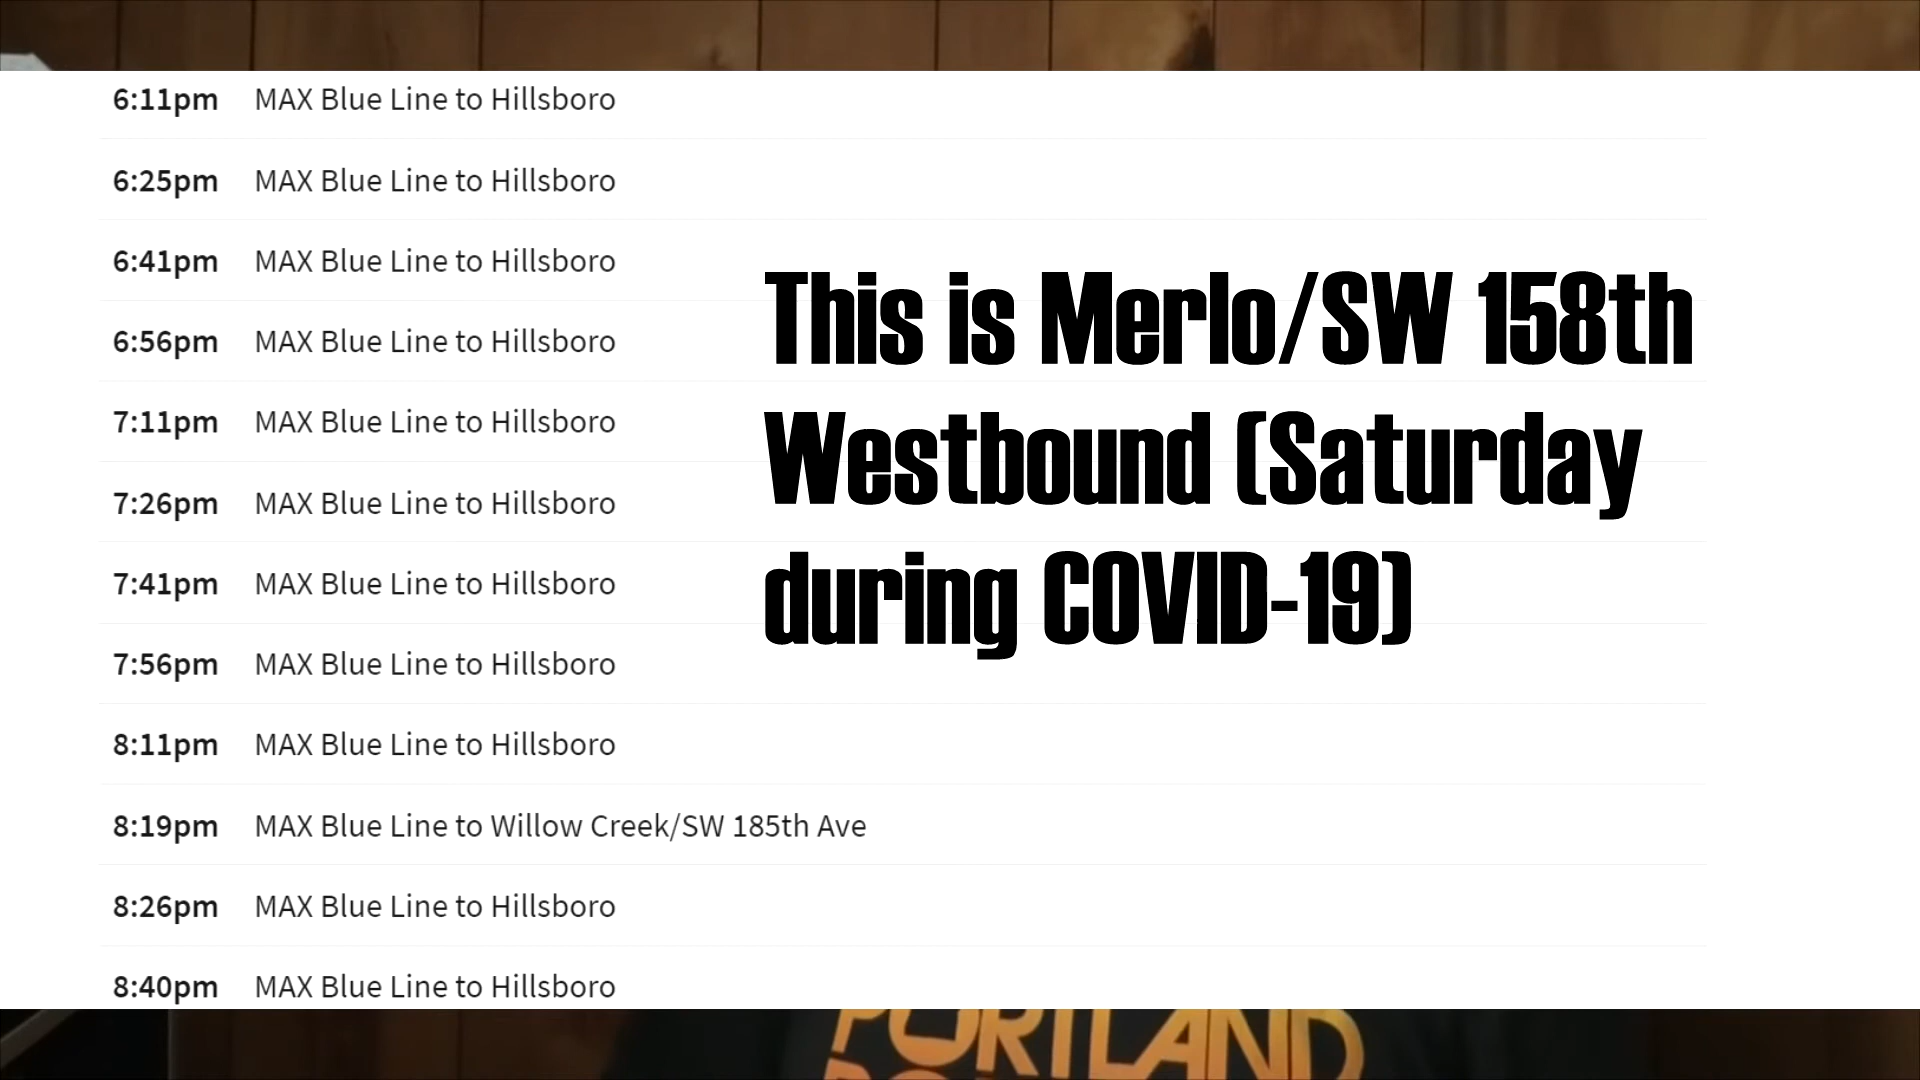 6:11pm MAX Blue Line to Hillsboro
6:25pm MAX Blue Line to Hillsboro
6:41pm MAX Blue Line to Hillsboro
6:56pm MAX Blue Line to Hillsboro
7:11pm MAX Blue Line to Hillsboro
7:26pm MAX Blue Line to Hillsboro
7:41pm MAX Blue Line to Hillsboro
7:56pm MAX Blue Line to Hillsboro
8:11pm MAX Blue Line to Hillsboro
8:19pm MAX Blue Line to Willow Creek/SW 185th Ave
8:26pm MAX Blue Line to Hillsboro
8:40pm MAX Blue Line to Hillsboro
This is Merlo/SW 158th
Westbound (Saturday
during COVID-19)
PORTLAND